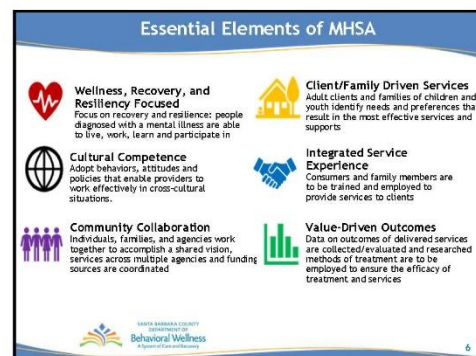 Essential Elements of MHSA
Wellness, Recovery, and
Resiliency Focused
Focus on recovery and resilience: people
diagnosed with a mental illness are able
to live, work, learn and participate in
Cultural Competence
Adopt behaviors, attitudes and
policies that enable providers to
work effectively in cross-cultural
situations.
Community Collaboration
Individuals, families, and agencies work
together to accomplish a shared vision,
services across multiple agencies and funding
sources are coordinated
Client/Family Driven Services
Adult clients and families of children and
youth identify needs and preferences tha
result in the most effective services and
supports
Integrated Service
Experience
Consumers and family members are
to be trained and employed to
provide services to clients
Value-Driven Outcomes
Data on outcomes of delivered services
are collected/evaluated and researched
methods of treatment are to be
employed to ensure the efficacy of
treatment and services
SANTA BARBARA COUNTY
DEPARTMENT OF
Behavioral Wellness
A System of Care and Recovery
6